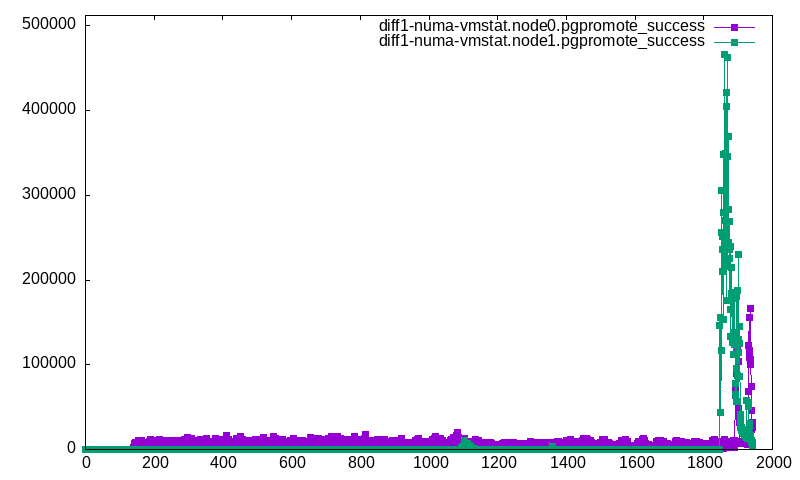 diff1-numa-vmstat.node0.pgpromote_success
diff1-numa-vmstat.node1.pgpromote_success
500000
400000
300000
200000
100000
0
0 200 400 600 800 1000 1200 1400 1600 1800 2000